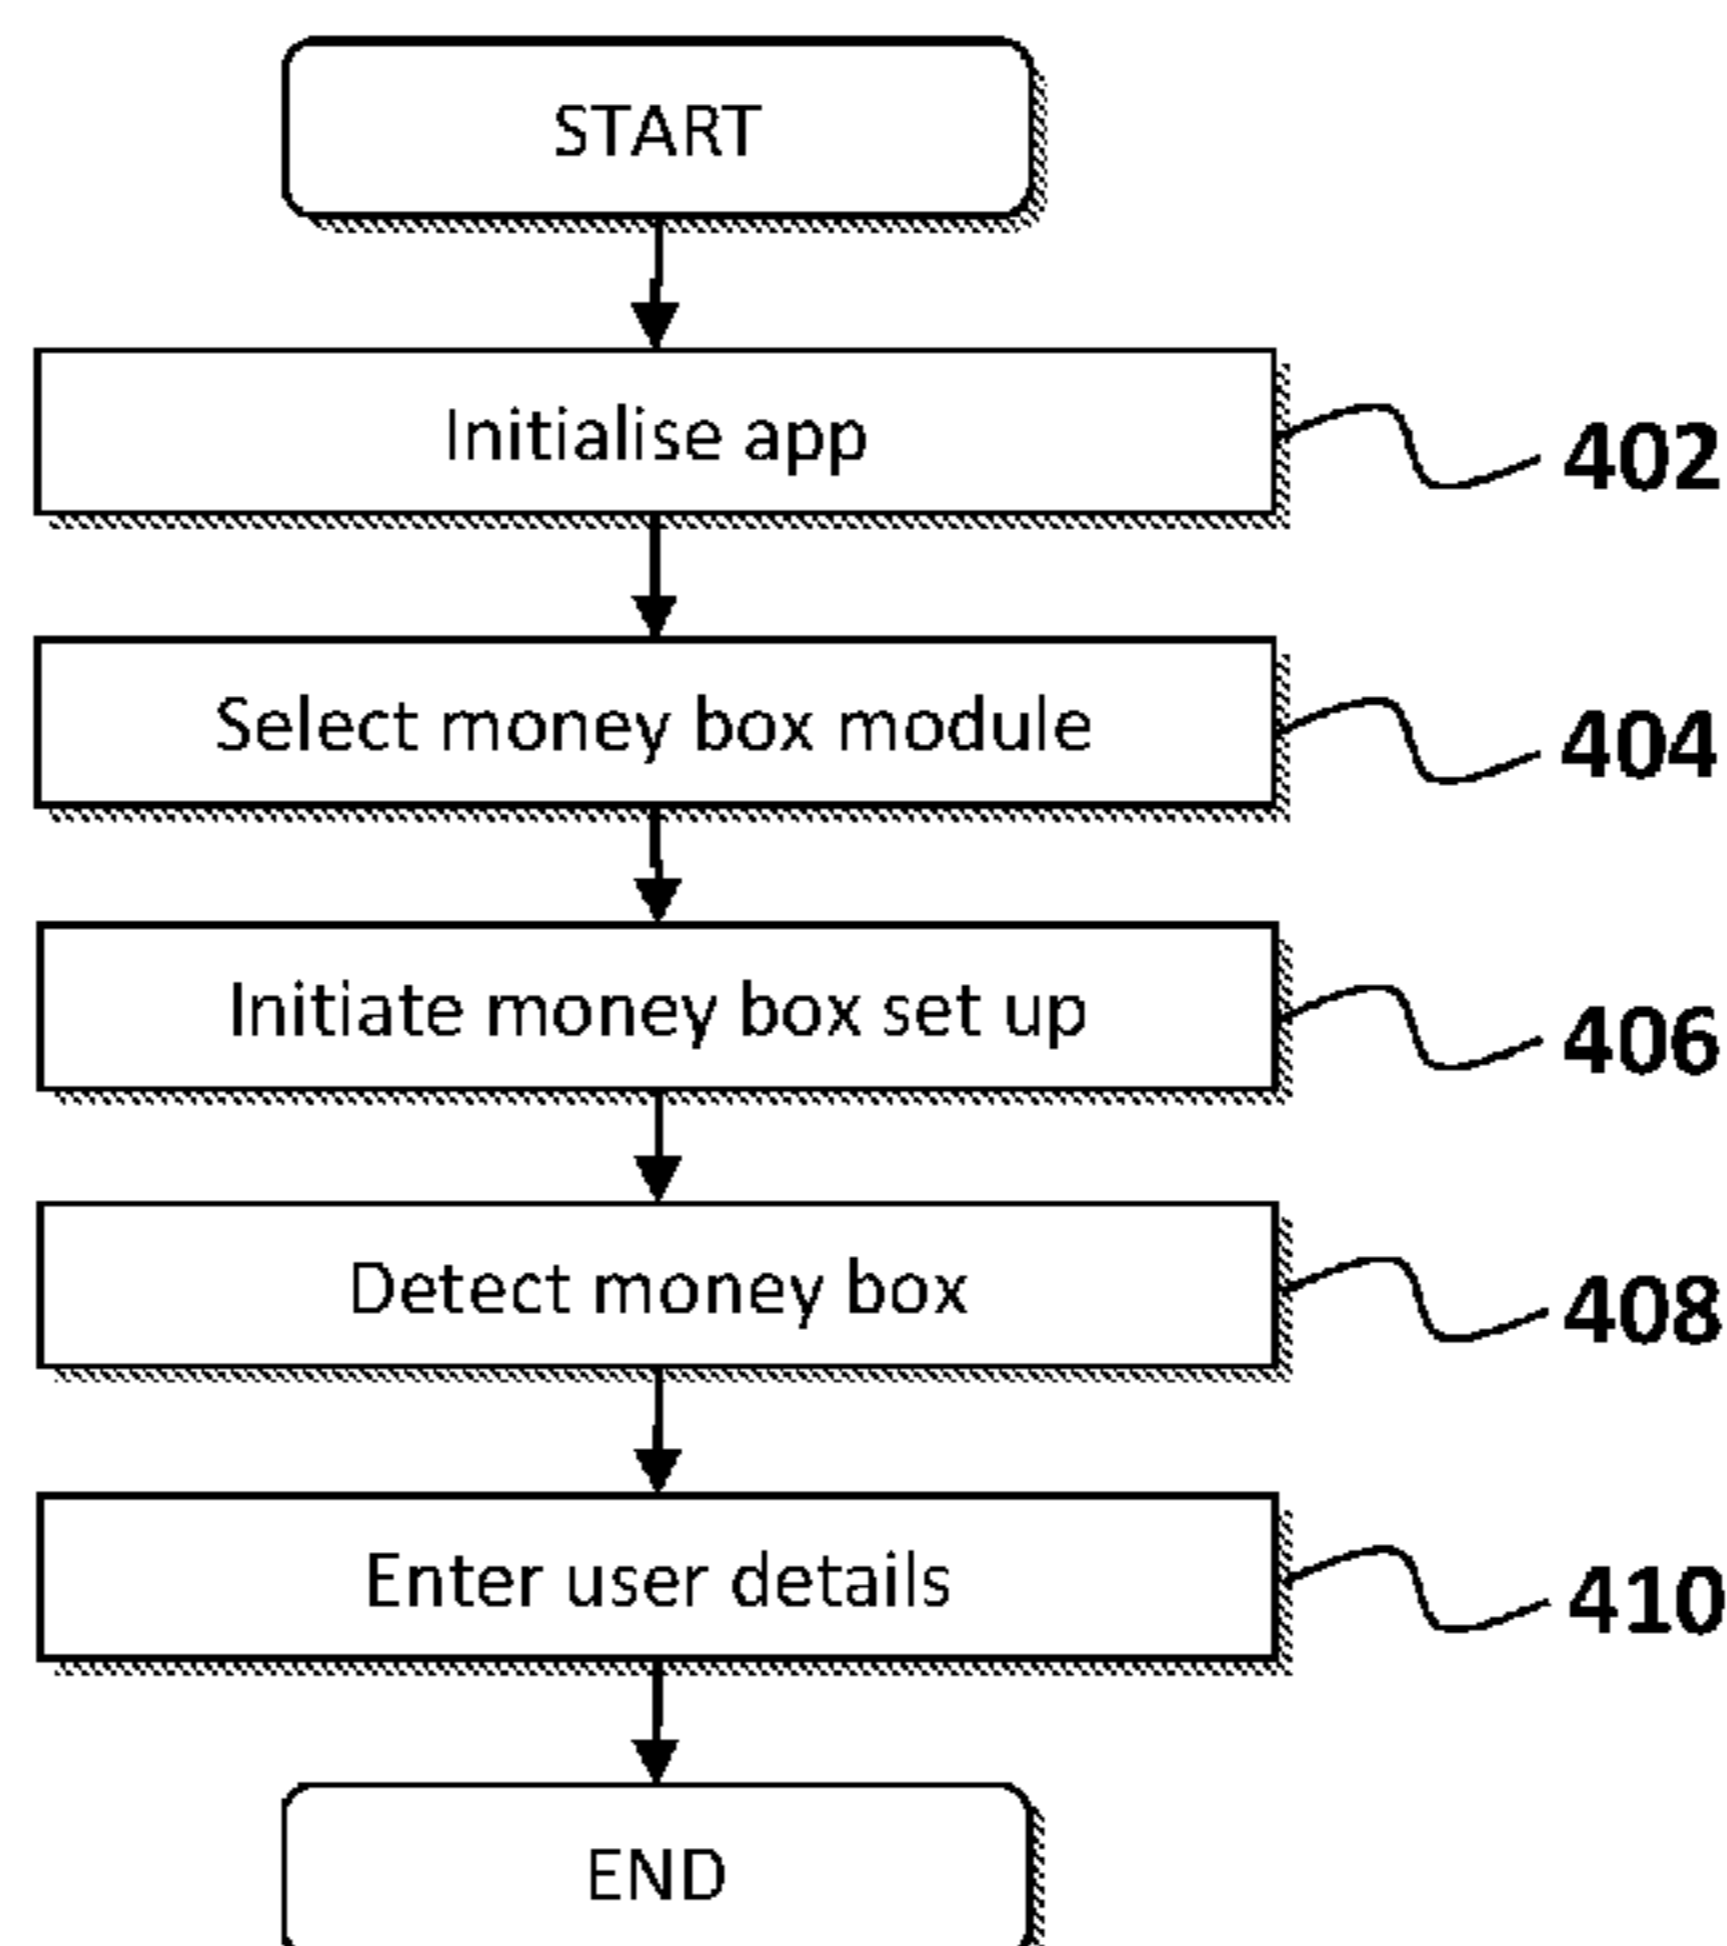 START
Initialise app
402
Select money box module
404
Initiate money box set up
406
Detect money box
408
Enter user details
410
END